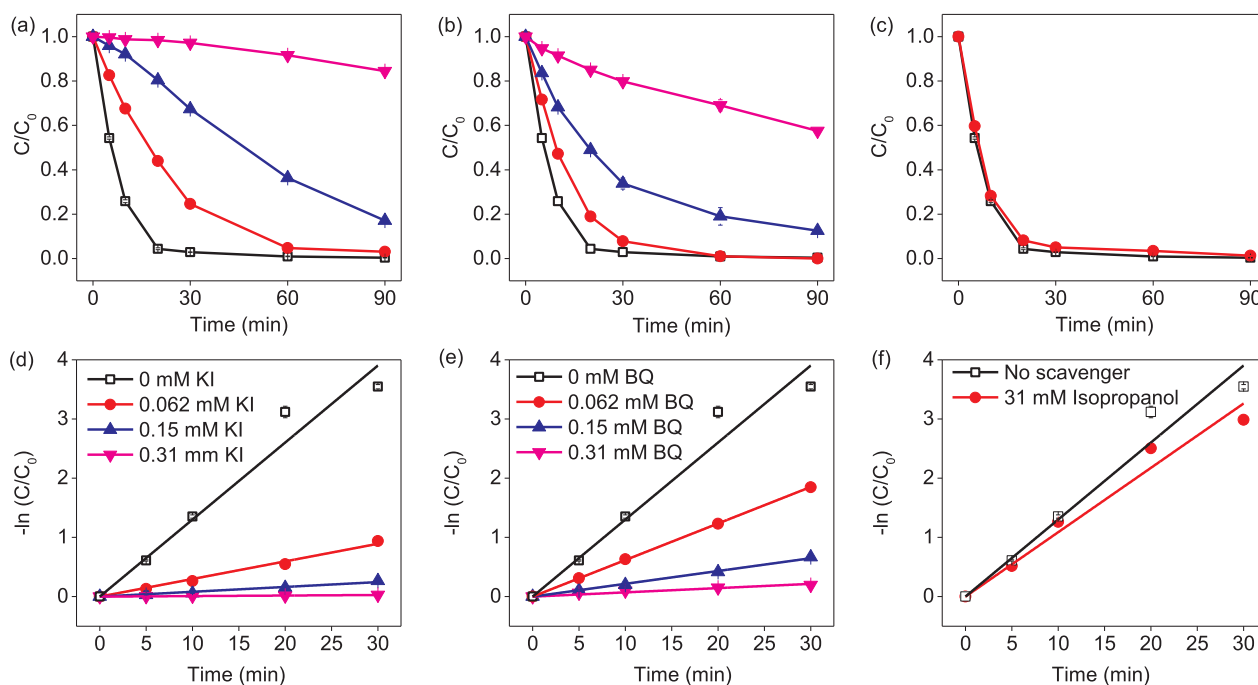 (a)
1.0
0.8
0.6
0.4
0.2
0.0
C/C0
0 30 60 90
Time (min)
(b)
1.0
0.8
0.6
0.4
0.2
0.0
C/C0
0 30 60 90
Time (min)
(c)
1.0
0.8
0.6
0.4
0.2
0.0
C/C0
0 30 60 90
Time (min)
(d)
4
3
2
1
0
-ln (C/C0)
0 mM KI
0.062 mM KI
0.15 mM KI
0.31 mm KI
0 5 10 15 20 25 30
Time (min)
(e)
4
3
2
1
0
-ln (C/C0)
0 mM BQ
0.062 mM BQ
0.15 mM BQ
0.31 mM BQ
0 5 10 15 20 25 30
Time (min)
(f)
4
3
2
1
0
-ln (C/C0)
No scavenger
31 mM Isopropanol
0 5 10 15 20 25 30
Time (min)